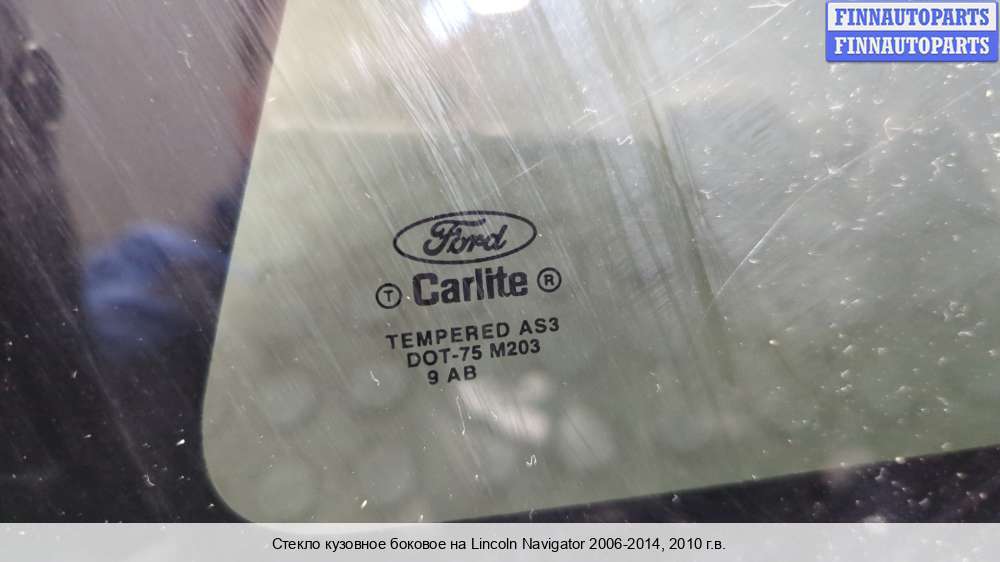 FINNAUTOPARTS
FINNAUTOPARTS
Ford
T Carlite ®
TEMPERED AS3
DOT-75 M203
9 AB
Стекло кузовное боковое на Lincoln Navigator 2006-2014, 2010 г.в.